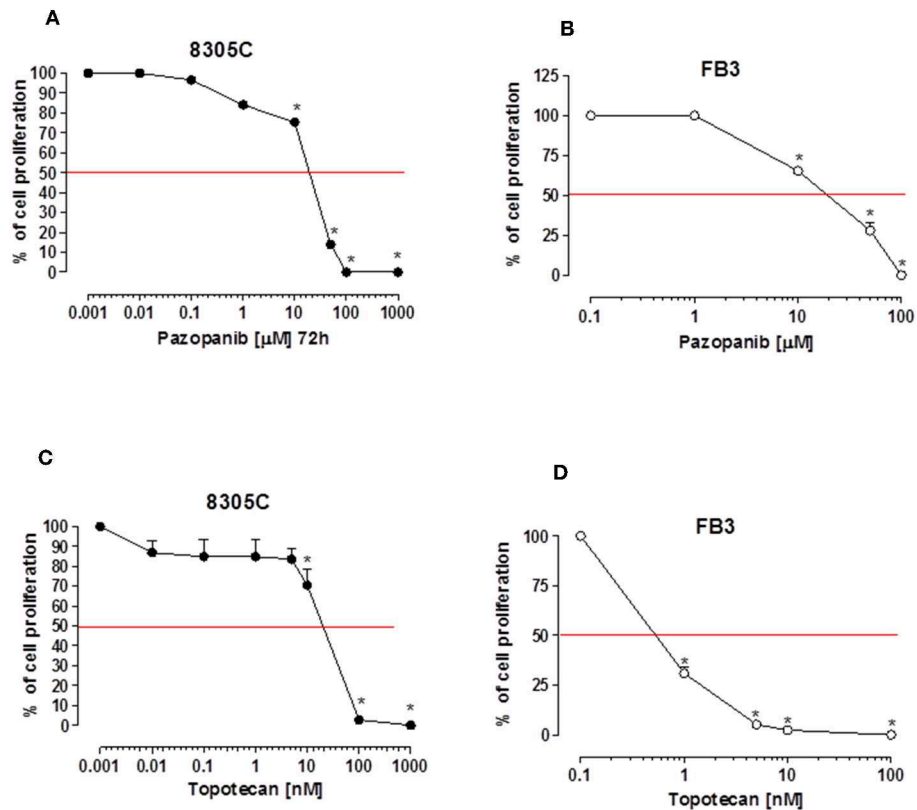 A
8305C
% of cell proliferation
100
90
80
70
60
50
40
30
20
10
0
*
*
*
*
0.001 0.01 0.1 1 10 100 1000
Pazopanib [μM] 72h
B
FB3
% of cell proliferation
125
100
75
50
25
0
*
*
*
0.1 1 10 100
Pazopanib [μM]
C
8305C
% of cell proliferation
100
90
80
70
60
50
40
30
20
10
0
*
*
*
0.001 0.01 0.1 1 10 100 1000
Topotecan [nM]
D
FB3
% of cell proliferation
100
75
50
25
0
*
*
*
*
0.1 1 10 100
Topotecan [nM]